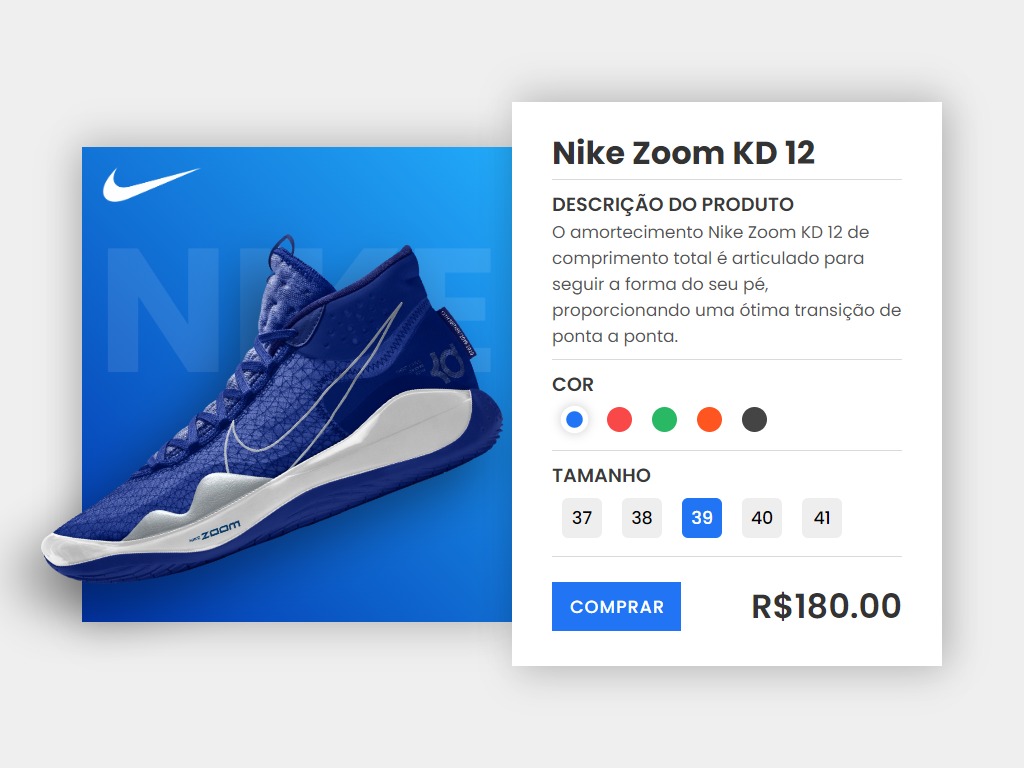 NIKE
NIKE ZOOM
Nike Zoom KD 12
DESCRIÇÃO DO PRODUTO
O amortecimento Nike Zoom KD 12 de
comprimento total é articulado para
seguir a forma do seu pé,
proporcionando uma ótima transição de
ponta a ponta.
COR
TAMANHO
37 38 39 40 41
COMPRAR R$180.00